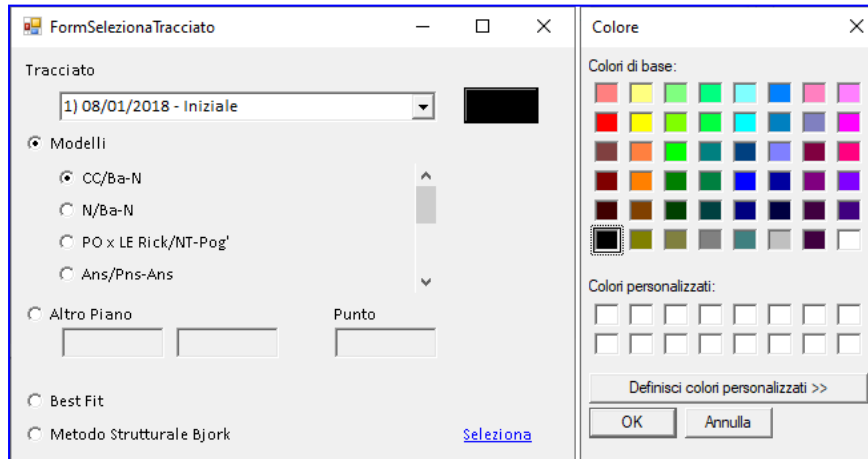 FormSelezionaTracciato
Tracciato
1) 08/01/2018 - Iniziale
Modelli
CC/Ba-N
N/Ba-N
PO x LE Rick/NT-Pog'
Ans/Pns-Ans
Altro Piano Punto
Best Fit
Metodo Strutturale Bjork Seleziona
Colore
Colori di base:
Colori personalizzati:
Definisci colori personalizzati >>
OK Annulla